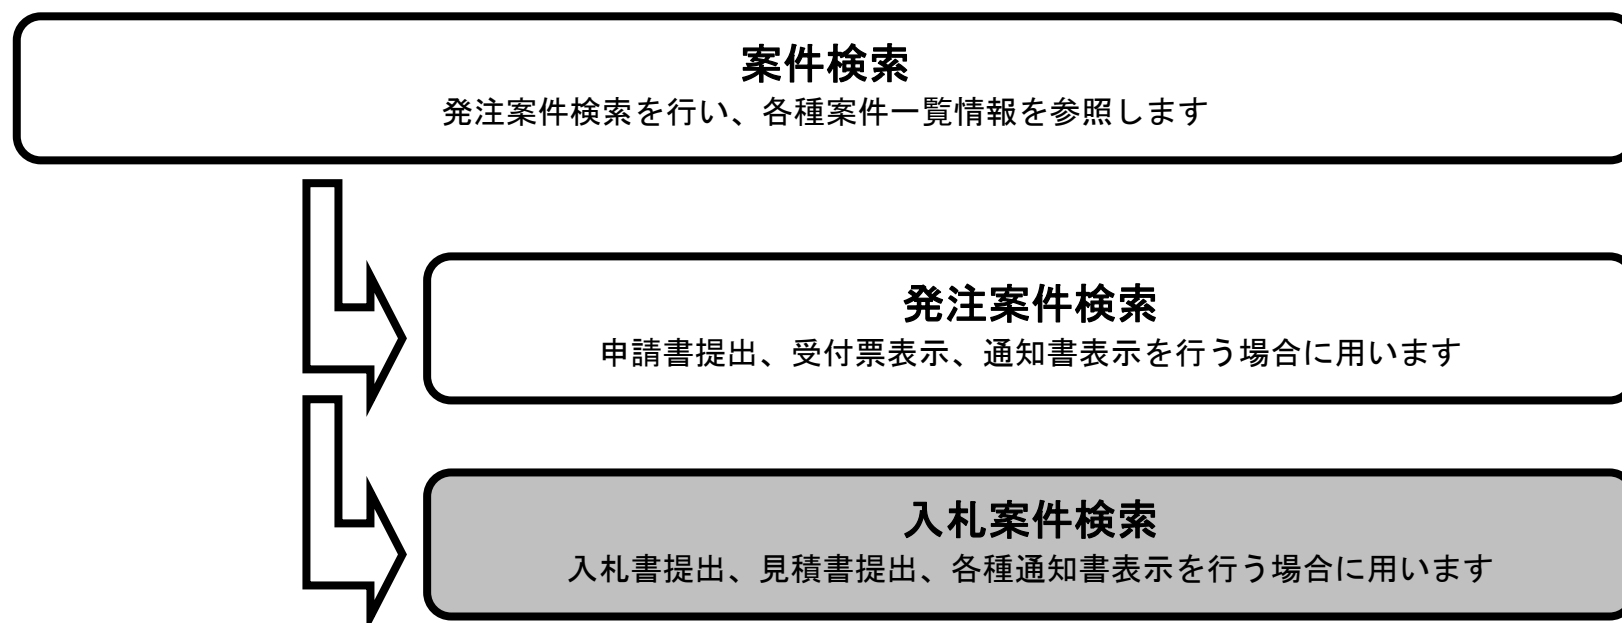 案件検索
発注案件検索を行い、各種案件一覧情報を参照します
発注案件検索
申請書提出、受付票表示、通知書表示を行う場合に用います
入札案件検索
入札書提出、見積書提出、各種通知書表示を行う場合に用います